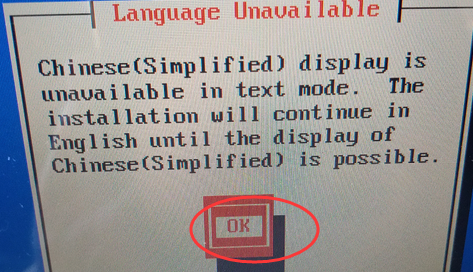 Language Unavailable
Chinese(Simplified) display is
unavailable in text mode. The
installation will continue in
English until the display of
Chinese(Simplified) is possible.
OK